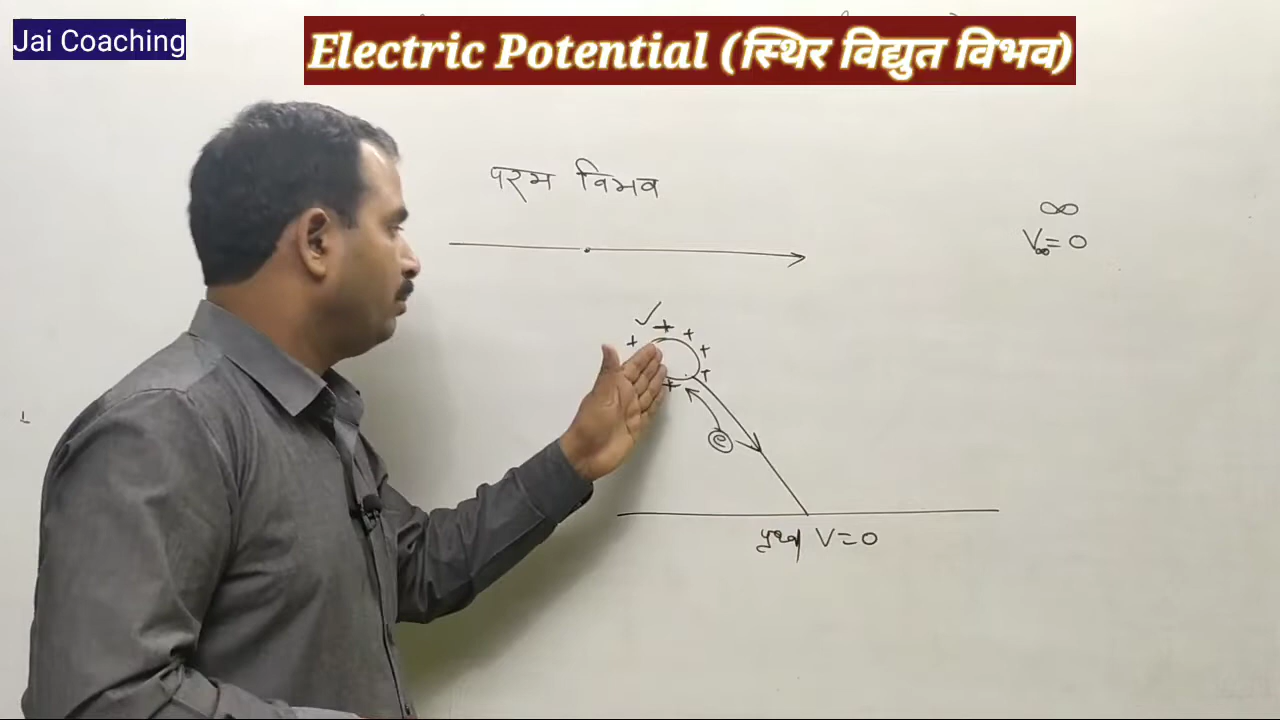 Jai Coaching
Electric Potential (स्थिर विद्युत विभव)
परम विभव
∞
V∞ = 0
+ + + + + +
e
V = 0